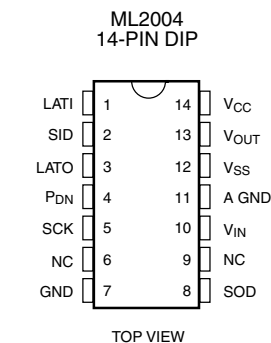 ML2004
14-PIN DIP
LATI 1 14 VCC
SID 2 13 VOUT
LATO 3 12 VSS
PDN 4 11 A GND
SCK 5 10 VIN
NC 6 9 NC
GND 7 8 SOD
TOP VIEW